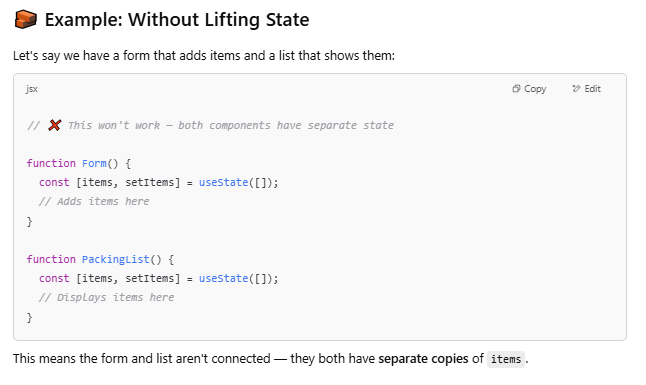 🧱 Example: Without Lifting State
Let's say we have a form that adds items and a list that shows them:
jsx
Copy
Edit
// ❌ This won't work — both components have separate state
function Form() {
const [items, setItems] = useState([]);
// Adds items here
}
function PackingList() {
const [items, setItems] = useState([]);
// Displays items here
}
This means the form and list aren't connected — they both have separate copies of items.